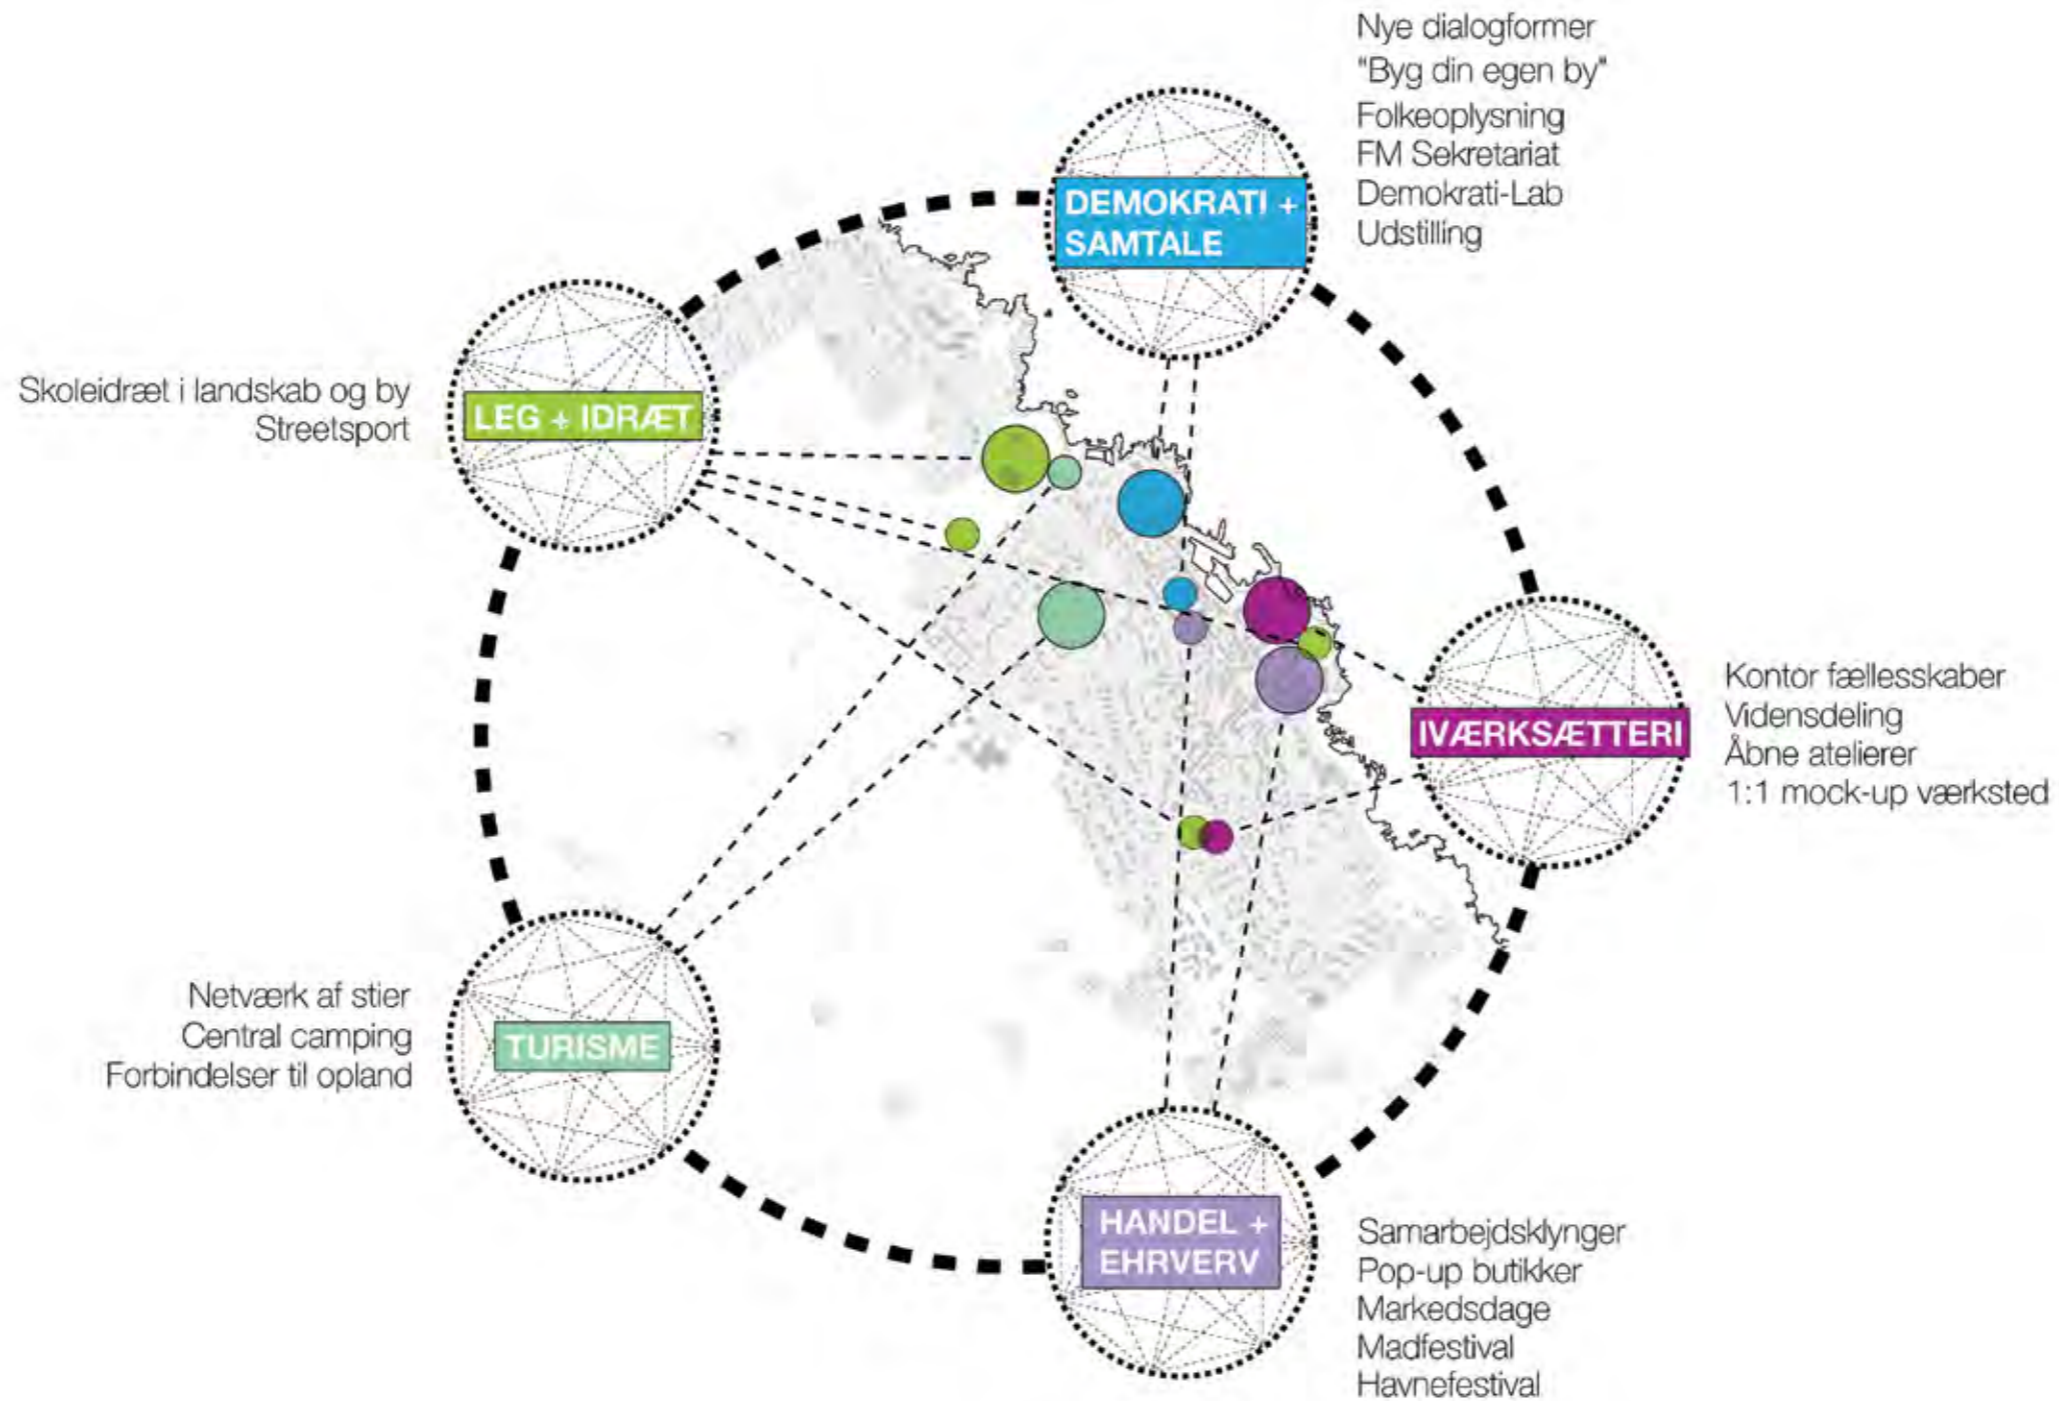 Nye dialogformer
"Byg din egen by"
Folkeoplysning
FM Sekretariat
Demokrati-Lab
Udstilling
DEMOKRATI +
SAMTALE
Skoleidræt i landskab og by
Streetsport
LEG + IDRÆT
IVÆRKSÆTTERI
Kontor fællesskaber
Vidensdeling
Åbne atelierer
1:1 mock-up værksted
Netværk af stier
Central camping
Forbindelser til opland
TURISME
HANDEL +
EHRVERV
Samarbejdsklynger
Pop-up butikker
Markedsdage
Madfestival
Havnefestival